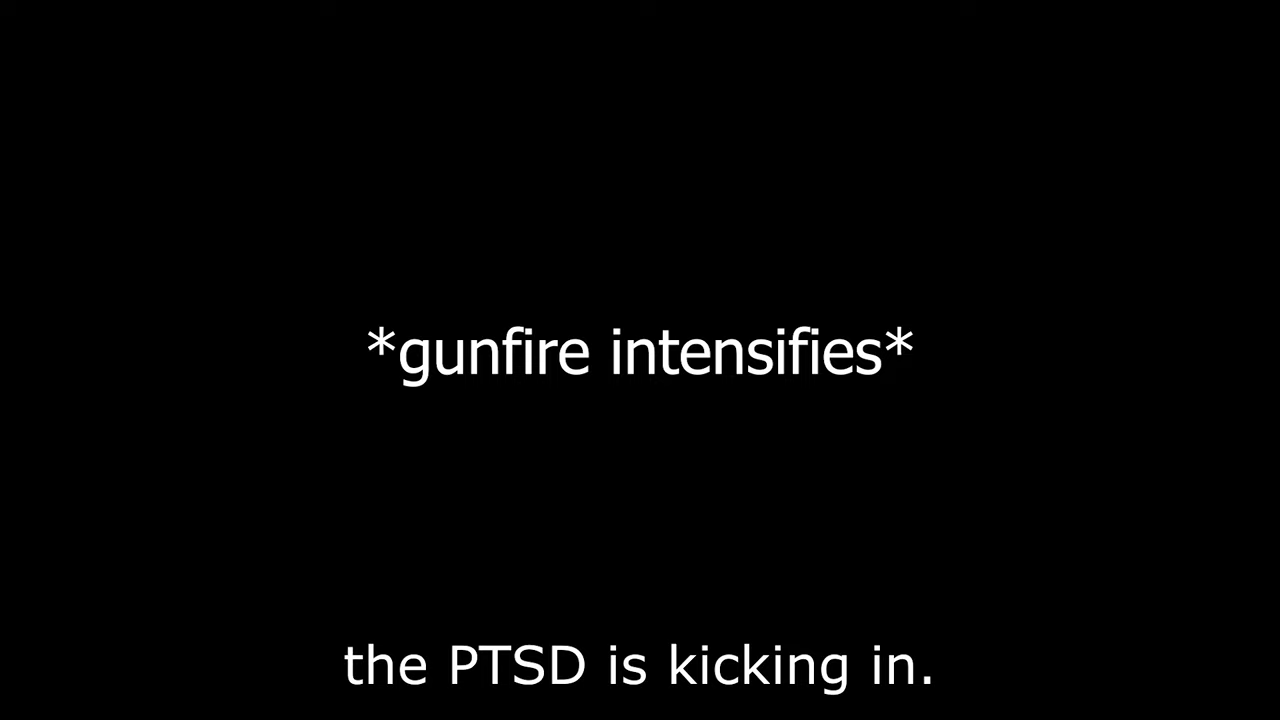 *gunfire intensifies*
the PTSD is kicking in.